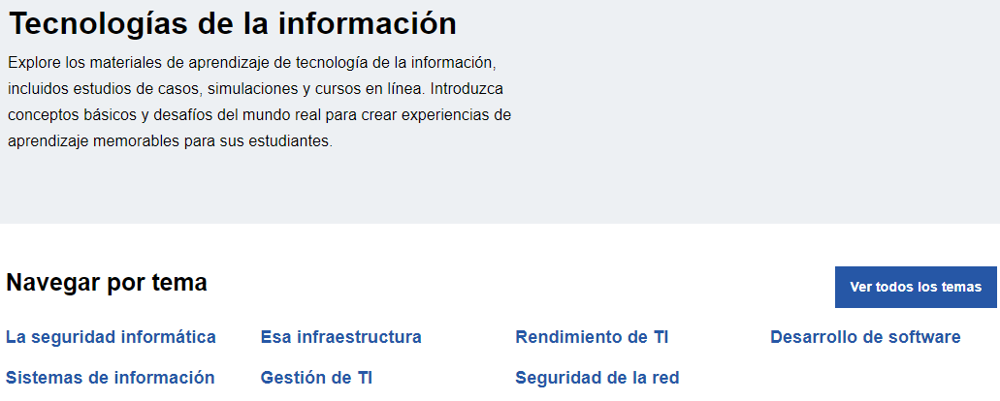 Tecnologías de la información
Explore los materiales de aprendizaje de tecnología de la información,
incluidos estudios de casos, simulaciones y cursos en línea. Introduzca
conceptos básicos y desafíos del mundo real para crear experiencias de
aprendizaje memorables para sus estudiantes.
Navegar por tema
Ver todos los temas
La seguridad informática
Esa infraestructura
Rendimiento de TI
Desarrollo de software
Sistemas de información
Gestión de TI
Seguridad de la red